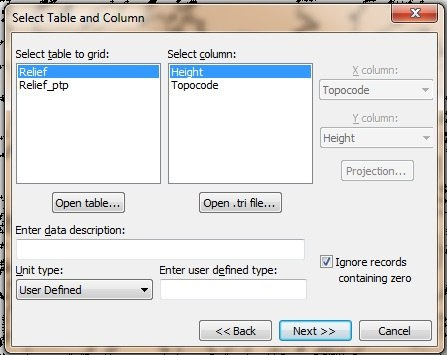 Select Table and Column
Select table to grid:
Relief
Relief_ptp
Select column:
Height
Topocode
X column:
Topocode
Y column:
Height
Projection...
Open table...
Open .tri file...
Enter data description:
Unit type:
User Defined
Enter user defined type:
Ignore records
containing zero
<< Back
Next >>
Cancel